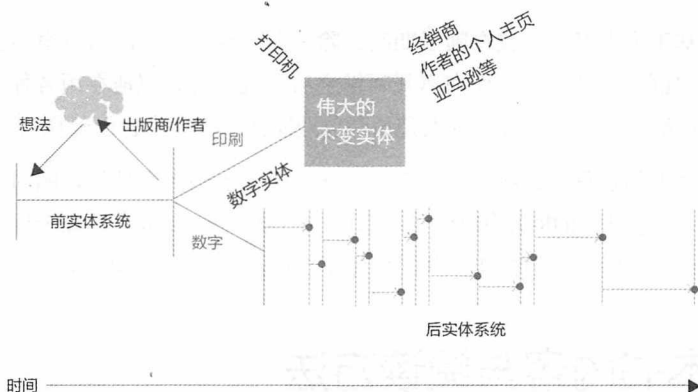 打印机
经销商
作者的个人主页
亚马逊等
伟大的
不变实体
想法
出版商/作者
印刷
数字实体
前实体系统
数字
后实体系统
时间